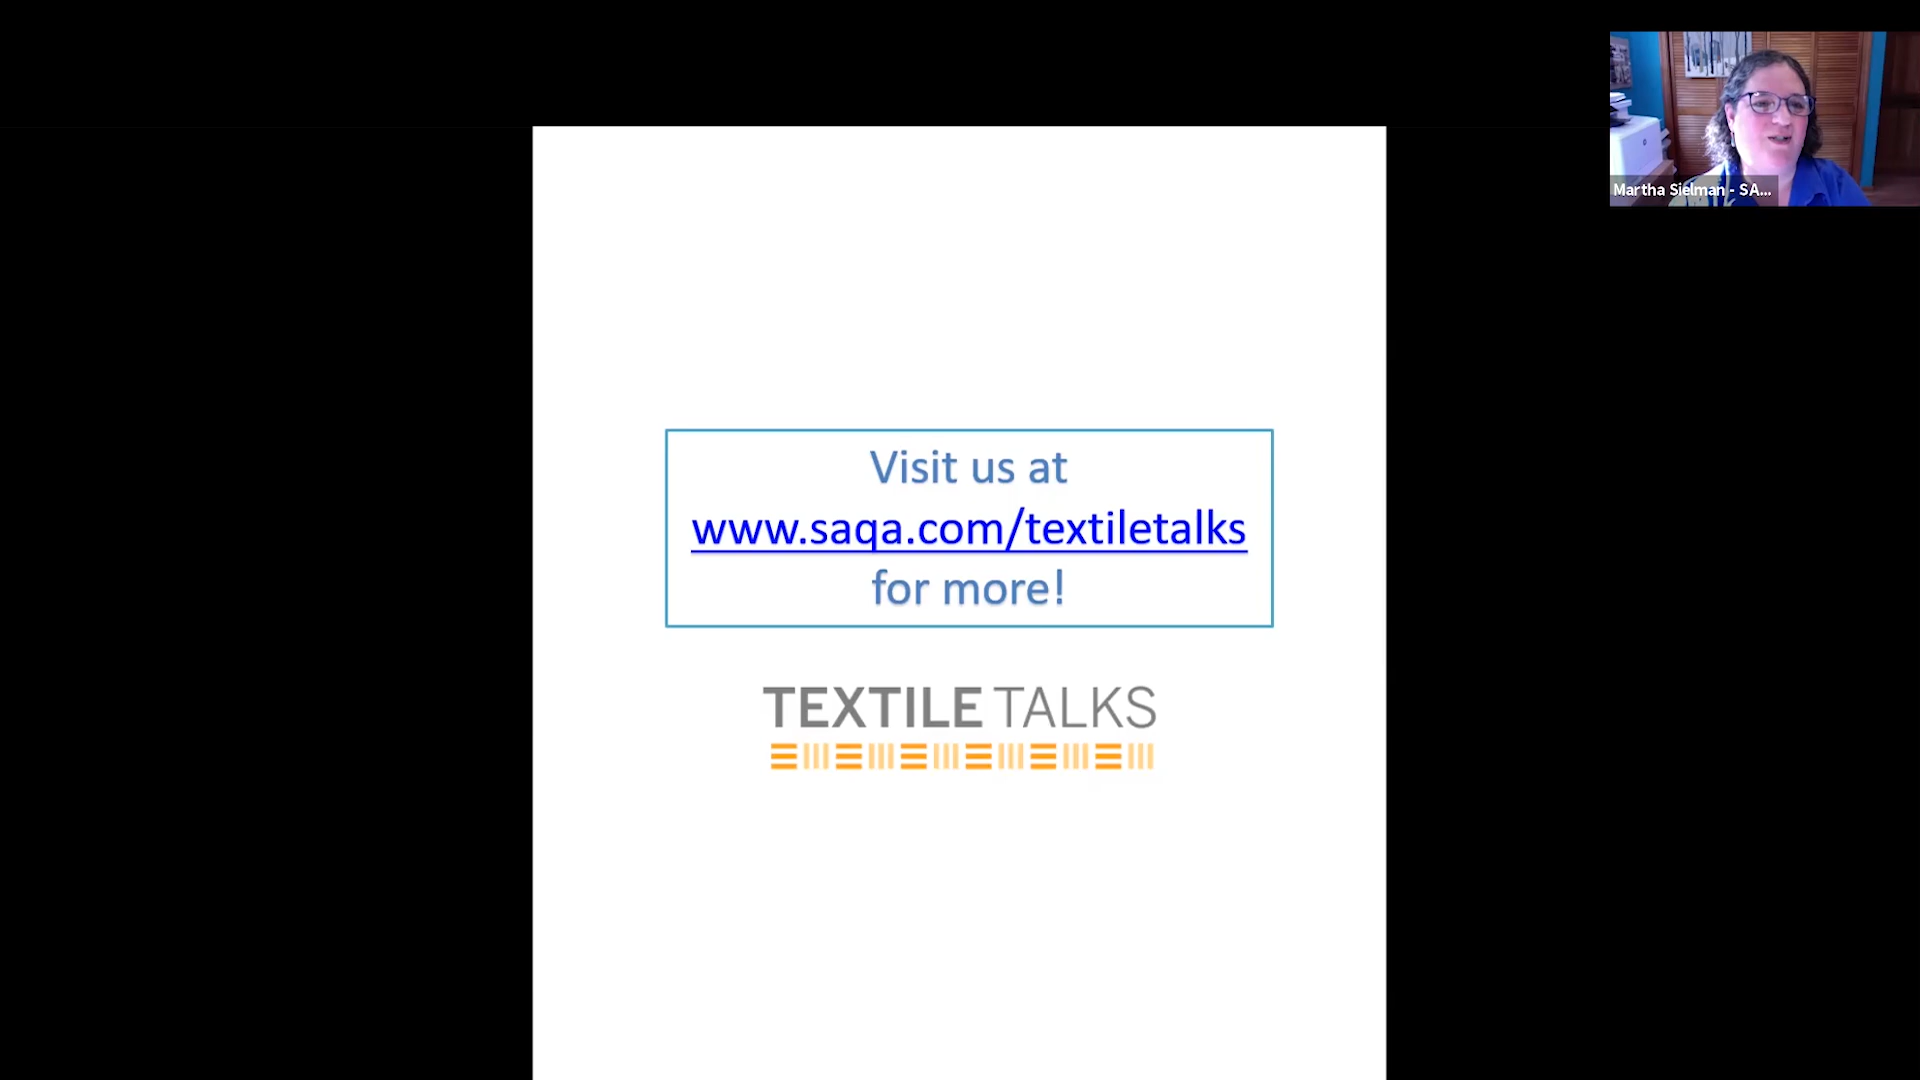 Martha Sielman - SA...
Visit us at
www.saqa.com/textiletalks
for more!
TEXTILE TALKS